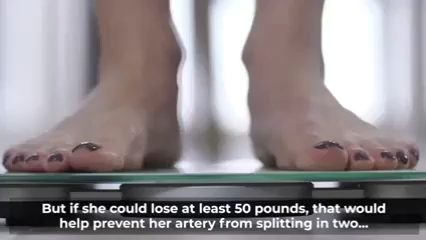 But if she could lose at least 50 pounds, that would
help prevent her artery from splitting in two...